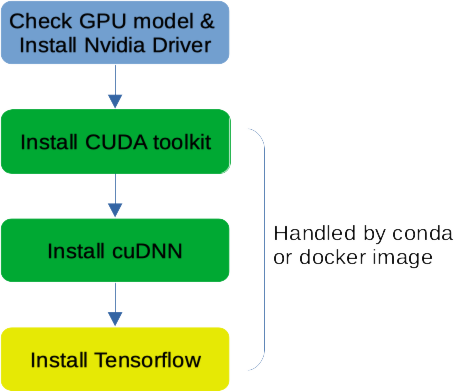 Check GPU model &
Install Nvidia Driver
Install CUDA toolkit
Install cuDNN
Install Tensorflow
Handled by conda
or docker image